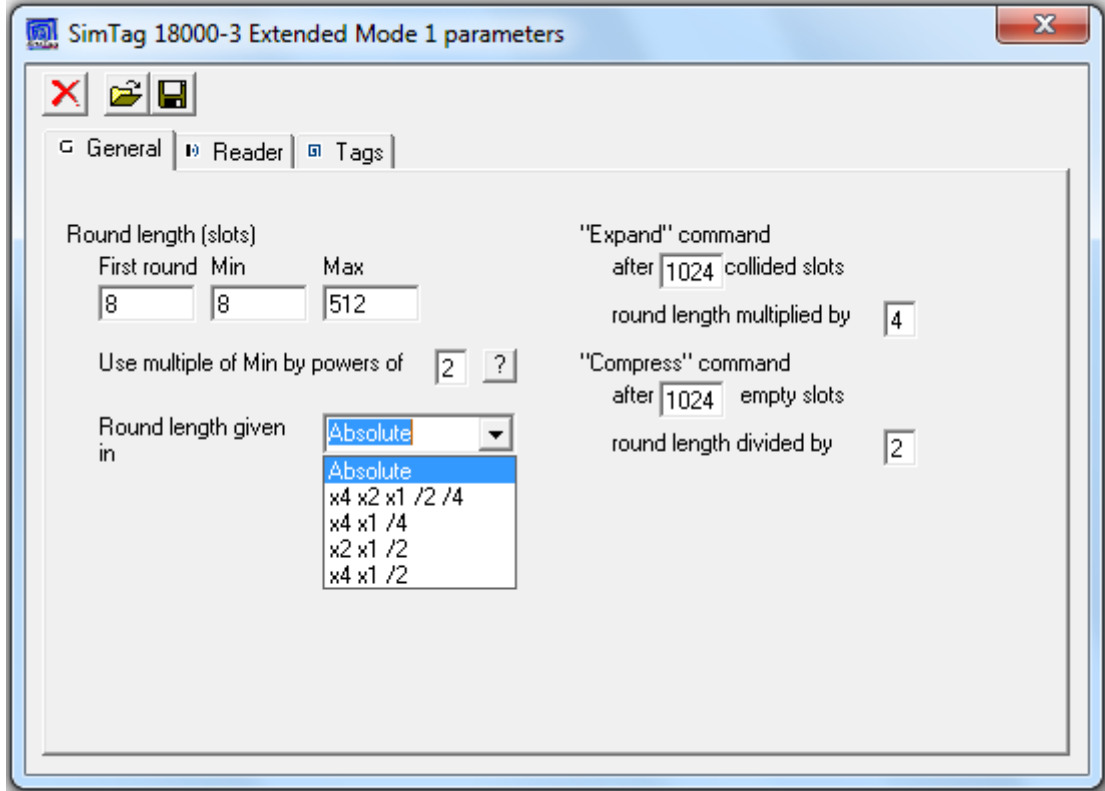 SimTag 18000-3 Extended Mode 1 parameters
General Reader Tags
Round length (slots)
First round Min Max
8 8 512
Use multiple of Min by powers of 2 ?
Round length given
in
Absolute
Absolute
x4 x2 x1 /2 /4
x4 x1 /4
x2 x1 /2
x4 x1 /2
"Expand" command
after 1024 collided slots
round length multiplied by 4
"Compress" command
after 1024 empty slots
round length divided by 2